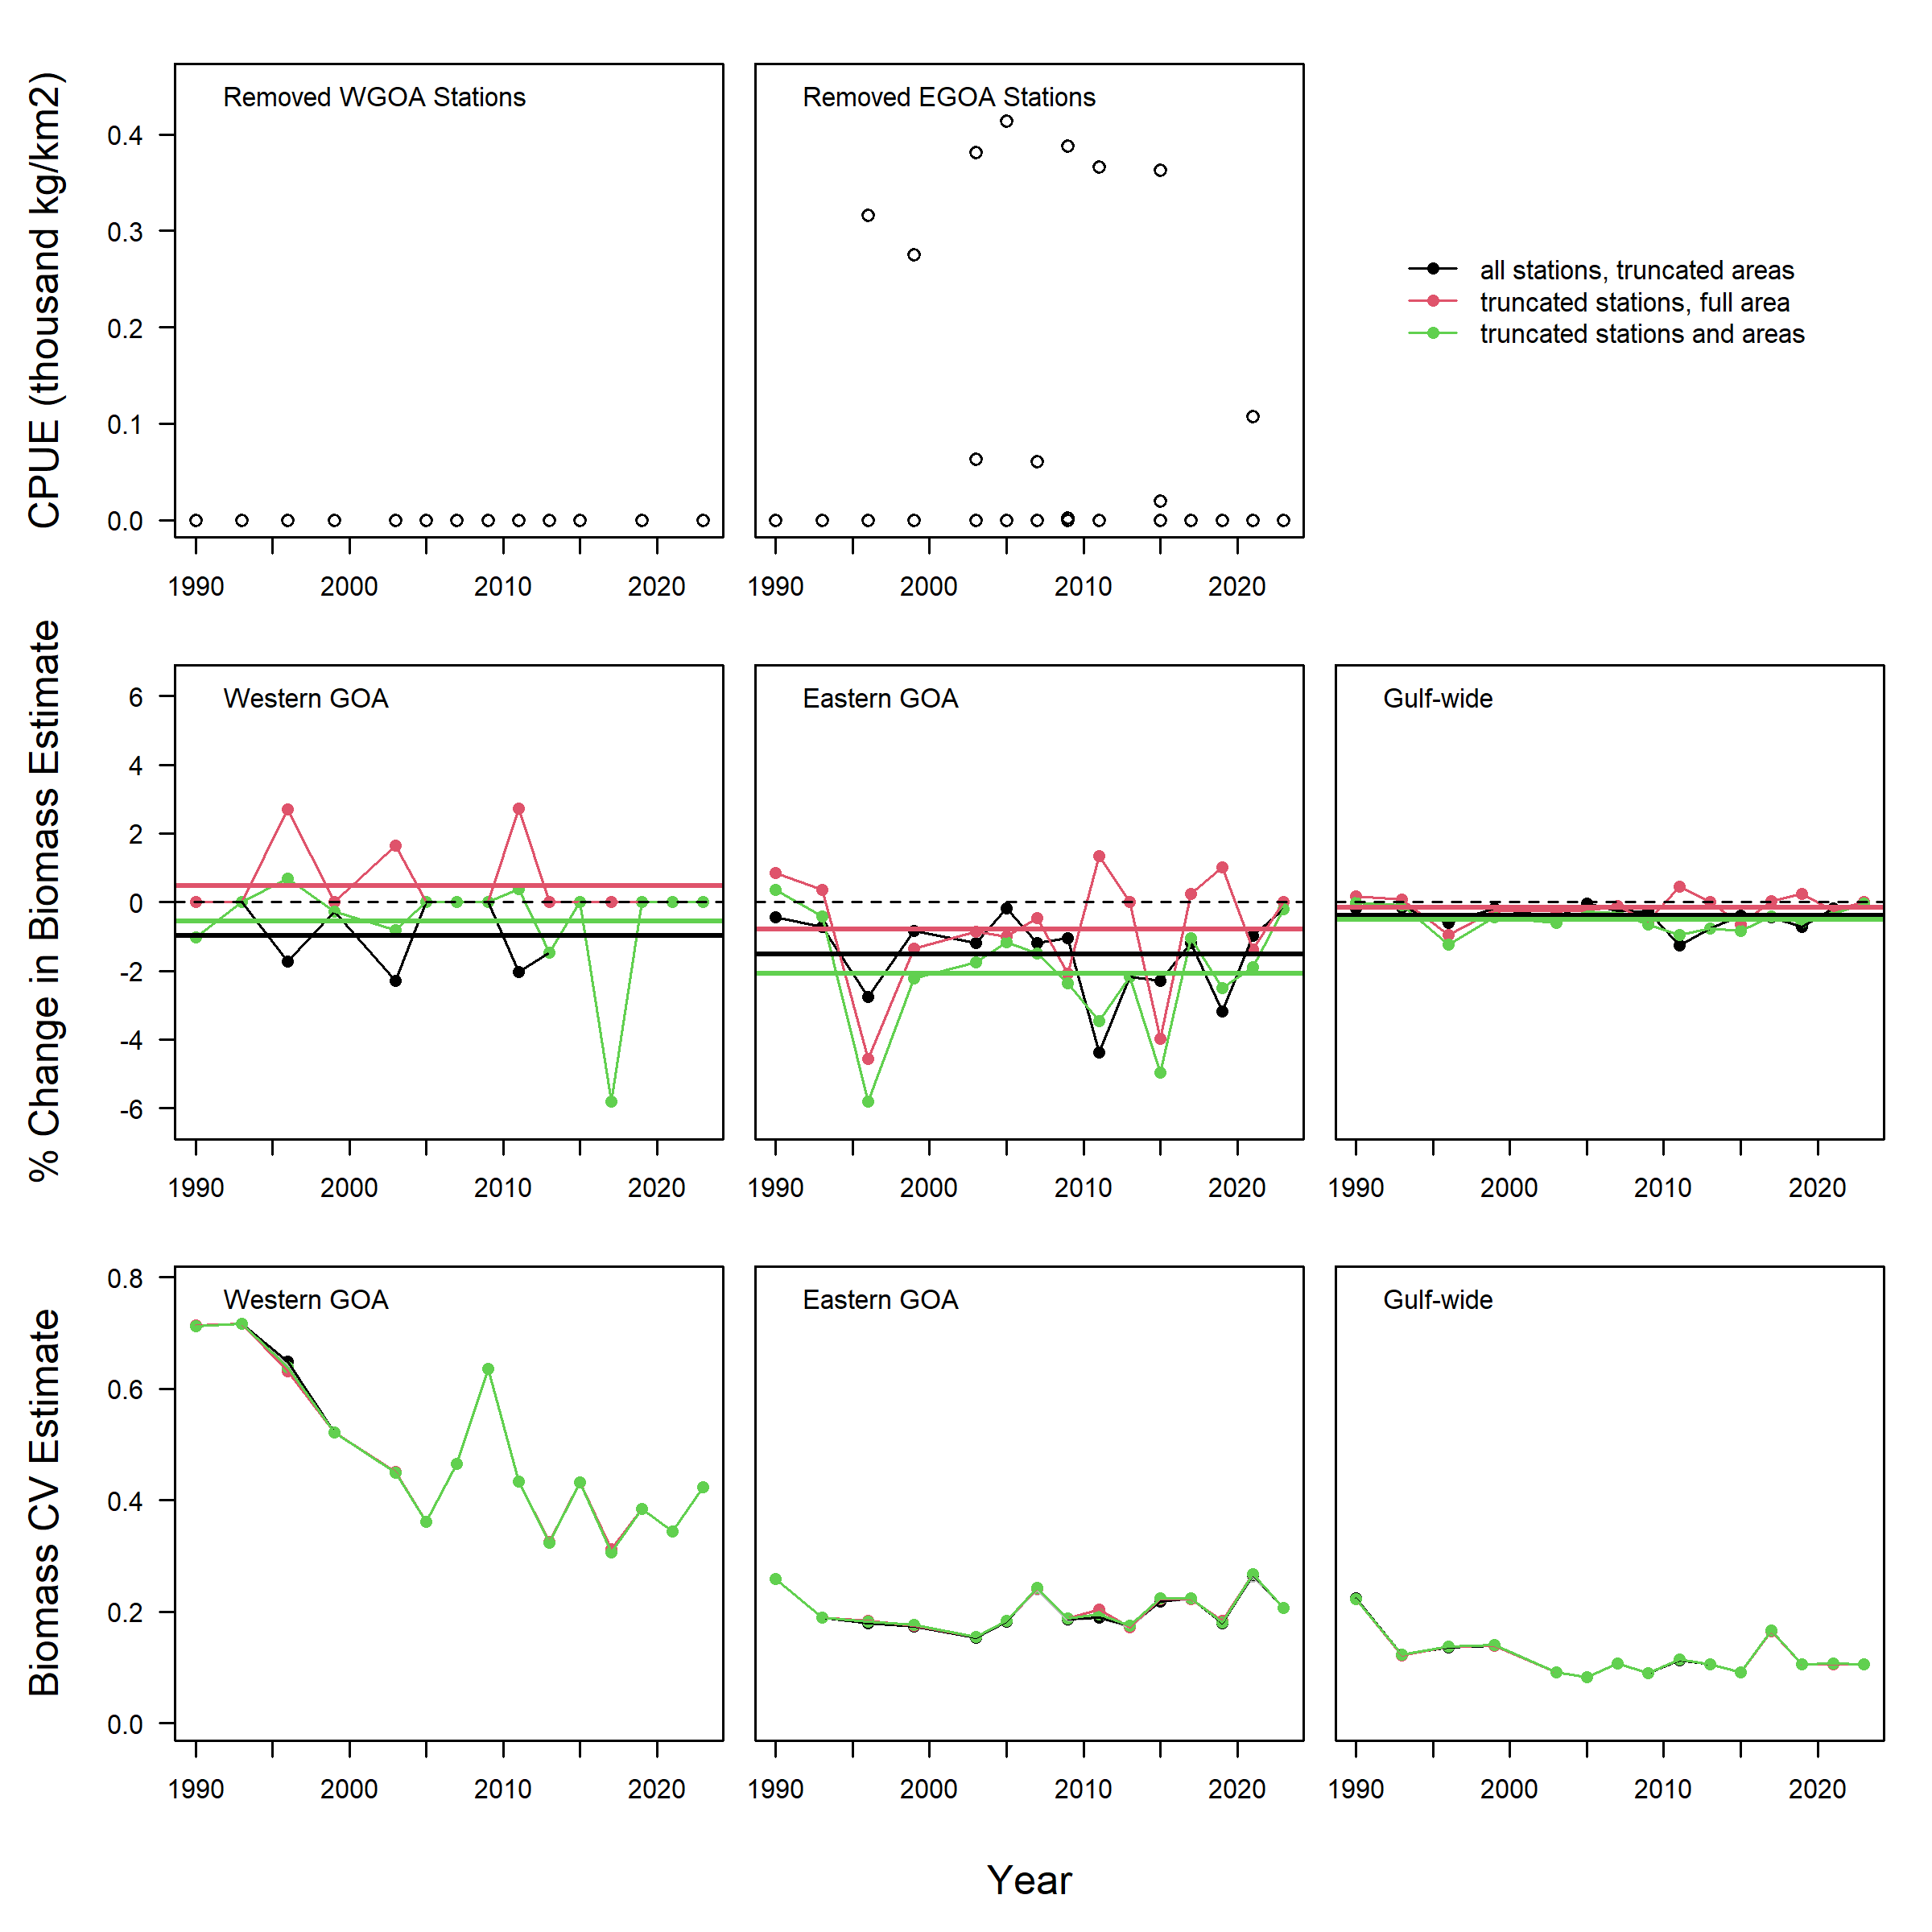 CPUE (thousand kg/km2)
Removed WGOA Stations
0.4
0.3
0.2
0.1
0.0
1990 2000 2010 2020
Removed EGOA Stations
1990 2000 2010 2020
all stations, truncated areas
truncated stations, full area
truncated stations and areas
% Change in Biomass Estimate
Western GOA
6
4
2
0
-2
-4
-6
1990 2000 2010 2020
Eastern GOA
1990 2000 2010 2020
Gulf-wide
1990 2000 2010 2020
Biomass CV Estimate
Western GOA
0.8
0.6
0.4
0.2
0.0
1990 2000 2010 2020
Eastern GOA
1990 2000 2010 2020
Gulf-wide
1990 2000 2010 2020
Year